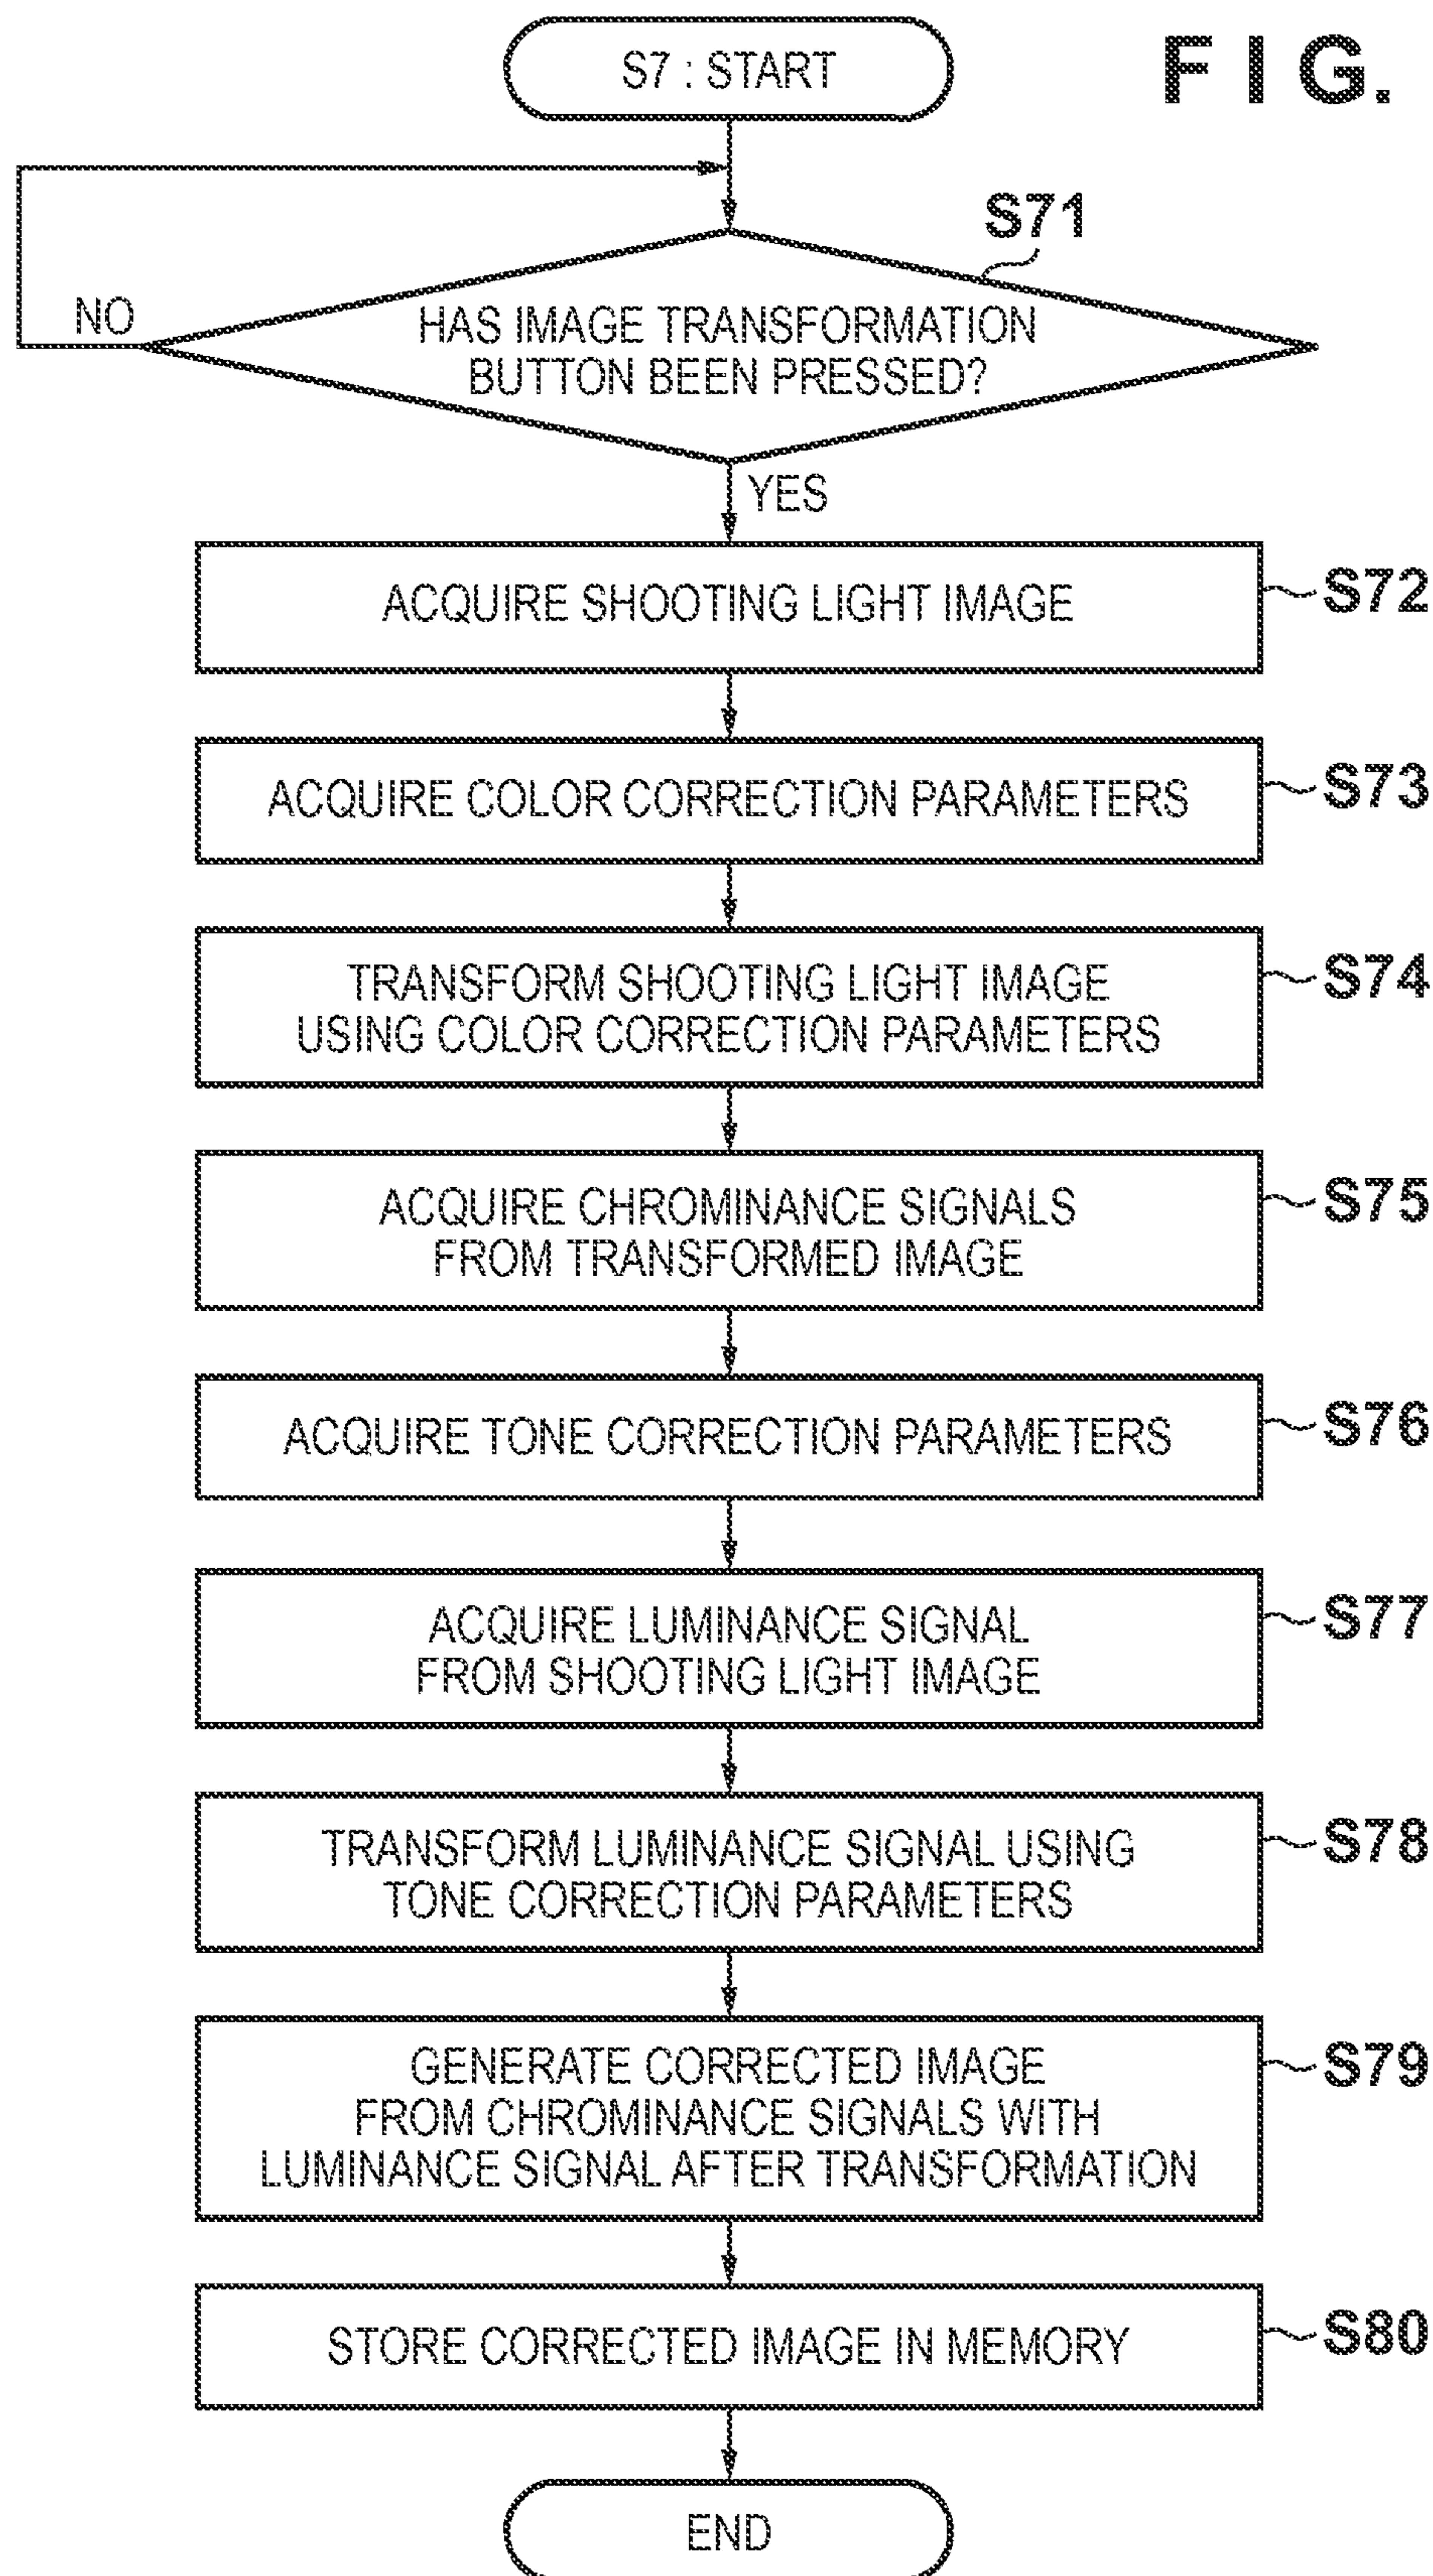 S7 : START
FIG.
S71
NO
HAS IMAGE TRANSFORMATION
BUTTON BEEN PRESSED?
YES
ACQUIRE SHOOTING LIGHT IMAGE
S72
ACQUIRE COLOR CORRECTION PARAMETERS
S73
TRANSFORM SHOOTING LIGHT IMAGE
USING COLOR CORRECTION PARAMETERS
S74
ACQUIRE CHROMINANCE SIGNALS
FROM TRANSFORMED IMAGE
S75
ACQUIRE TONE CORRECTION PARAMETERS
S76
ACQUIRE LUMINANCE SIGNAL
FROM SHOOTING LIGHT IMAGE
S77
TRANSFORM LUMINANCE SIGNAL USING
TONE CORRECTION PARAMETERS
S78
GENERATE CORRECTED IMAGE
FROM CHROMINANCE SIGNALS WITH
LUMINANCE SIGNAL AFTER TRANSFORMATION
S79
STORE CORRECTED IMAGE IN MEMORY
S80
END